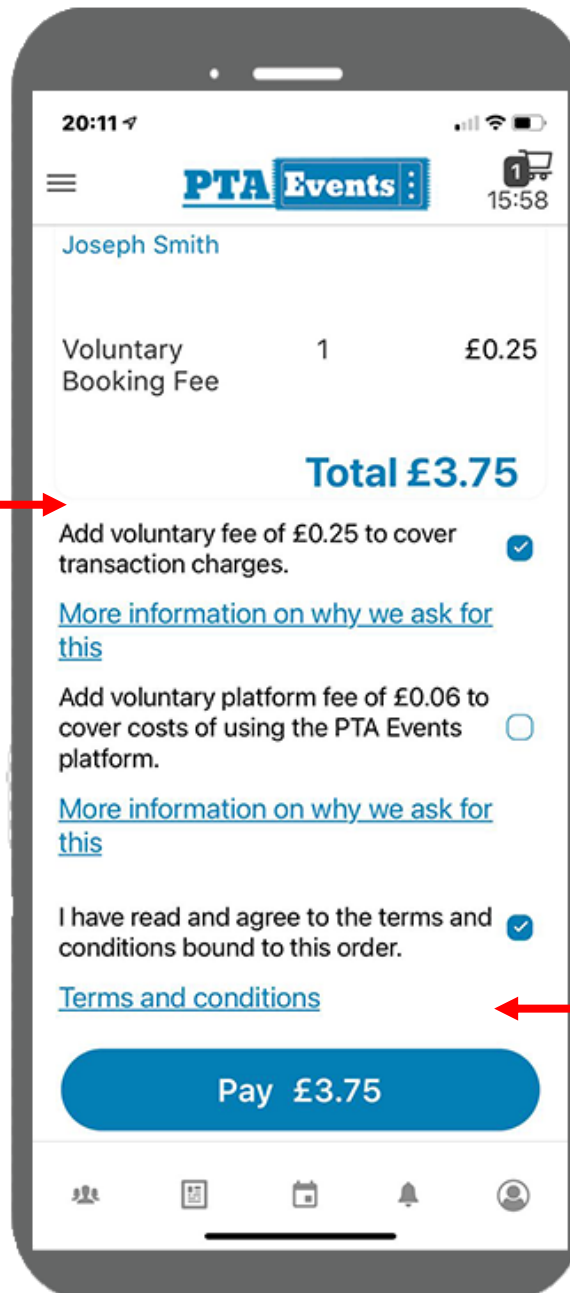 20:11
PTA Events
1
15:58
Joseph Smith
Voluntary 1 £0.25
Booking Fee
Total £3.75
Add voluntary fee of £0.25 to cover
transaction charges.
More information on why we ask for
this
Add voluntary platform fee of £0.06 to
cover costs of using the PTA Events
platform.
More information on why we ask for
this
I have read and agree to the terms and
conditions bound to this order.
Terms and conditions
Pay £3.75